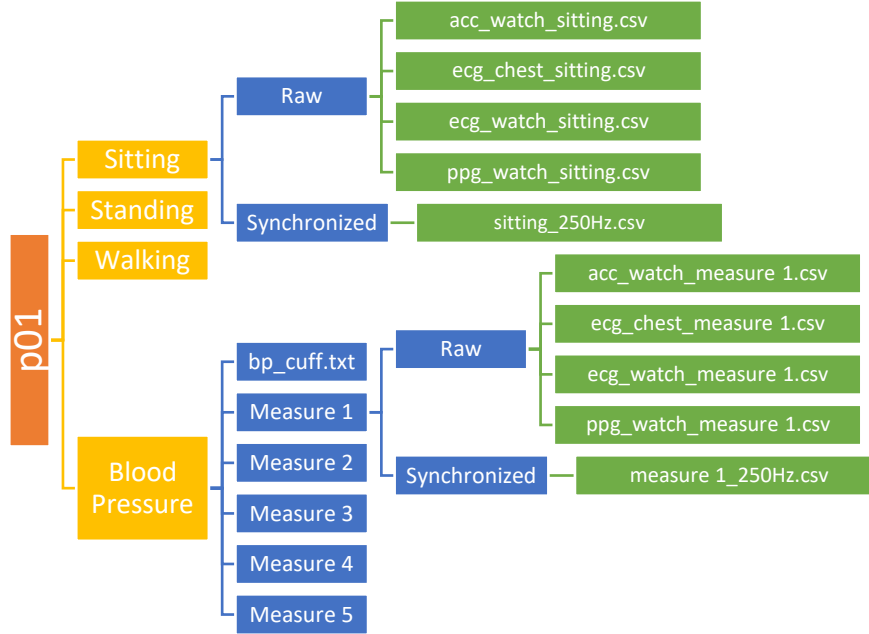 p01
Sitting
Standing
Walking
Blood
Pressure
Raw
Synchronized
acc_watch_sitting.csv
ecg_chest_sitting.csv
ecg_watch_sitting.csv
ppg_watch_sitting.csv
sitting_250Hz.csv
bp_cuff.txt
Measure 1
Measure 2
Measure 3
Measure 4
Measure 5
Raw
Synchronized
acc_watch_measure 1.csv
ecg_chest_measure 1.csv
ecg_watch_measure 1.csv
ppg_watch_measure 1.csv
measure 1_250Hz.csv